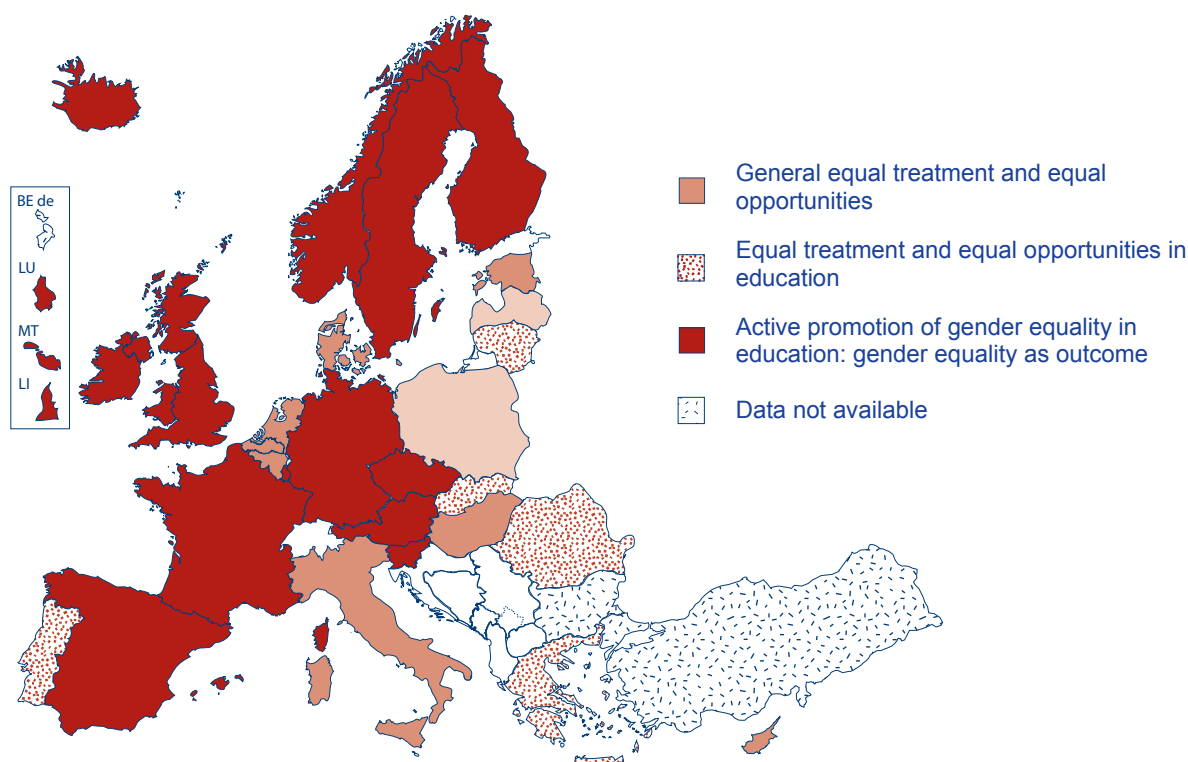 BE de
LU
MT
LI
General equal treatment and equal
opportunities
Equal treatment and equal opportunities in
education
Active promotion of gender equality in
education: gender equality as outcome
Data not available